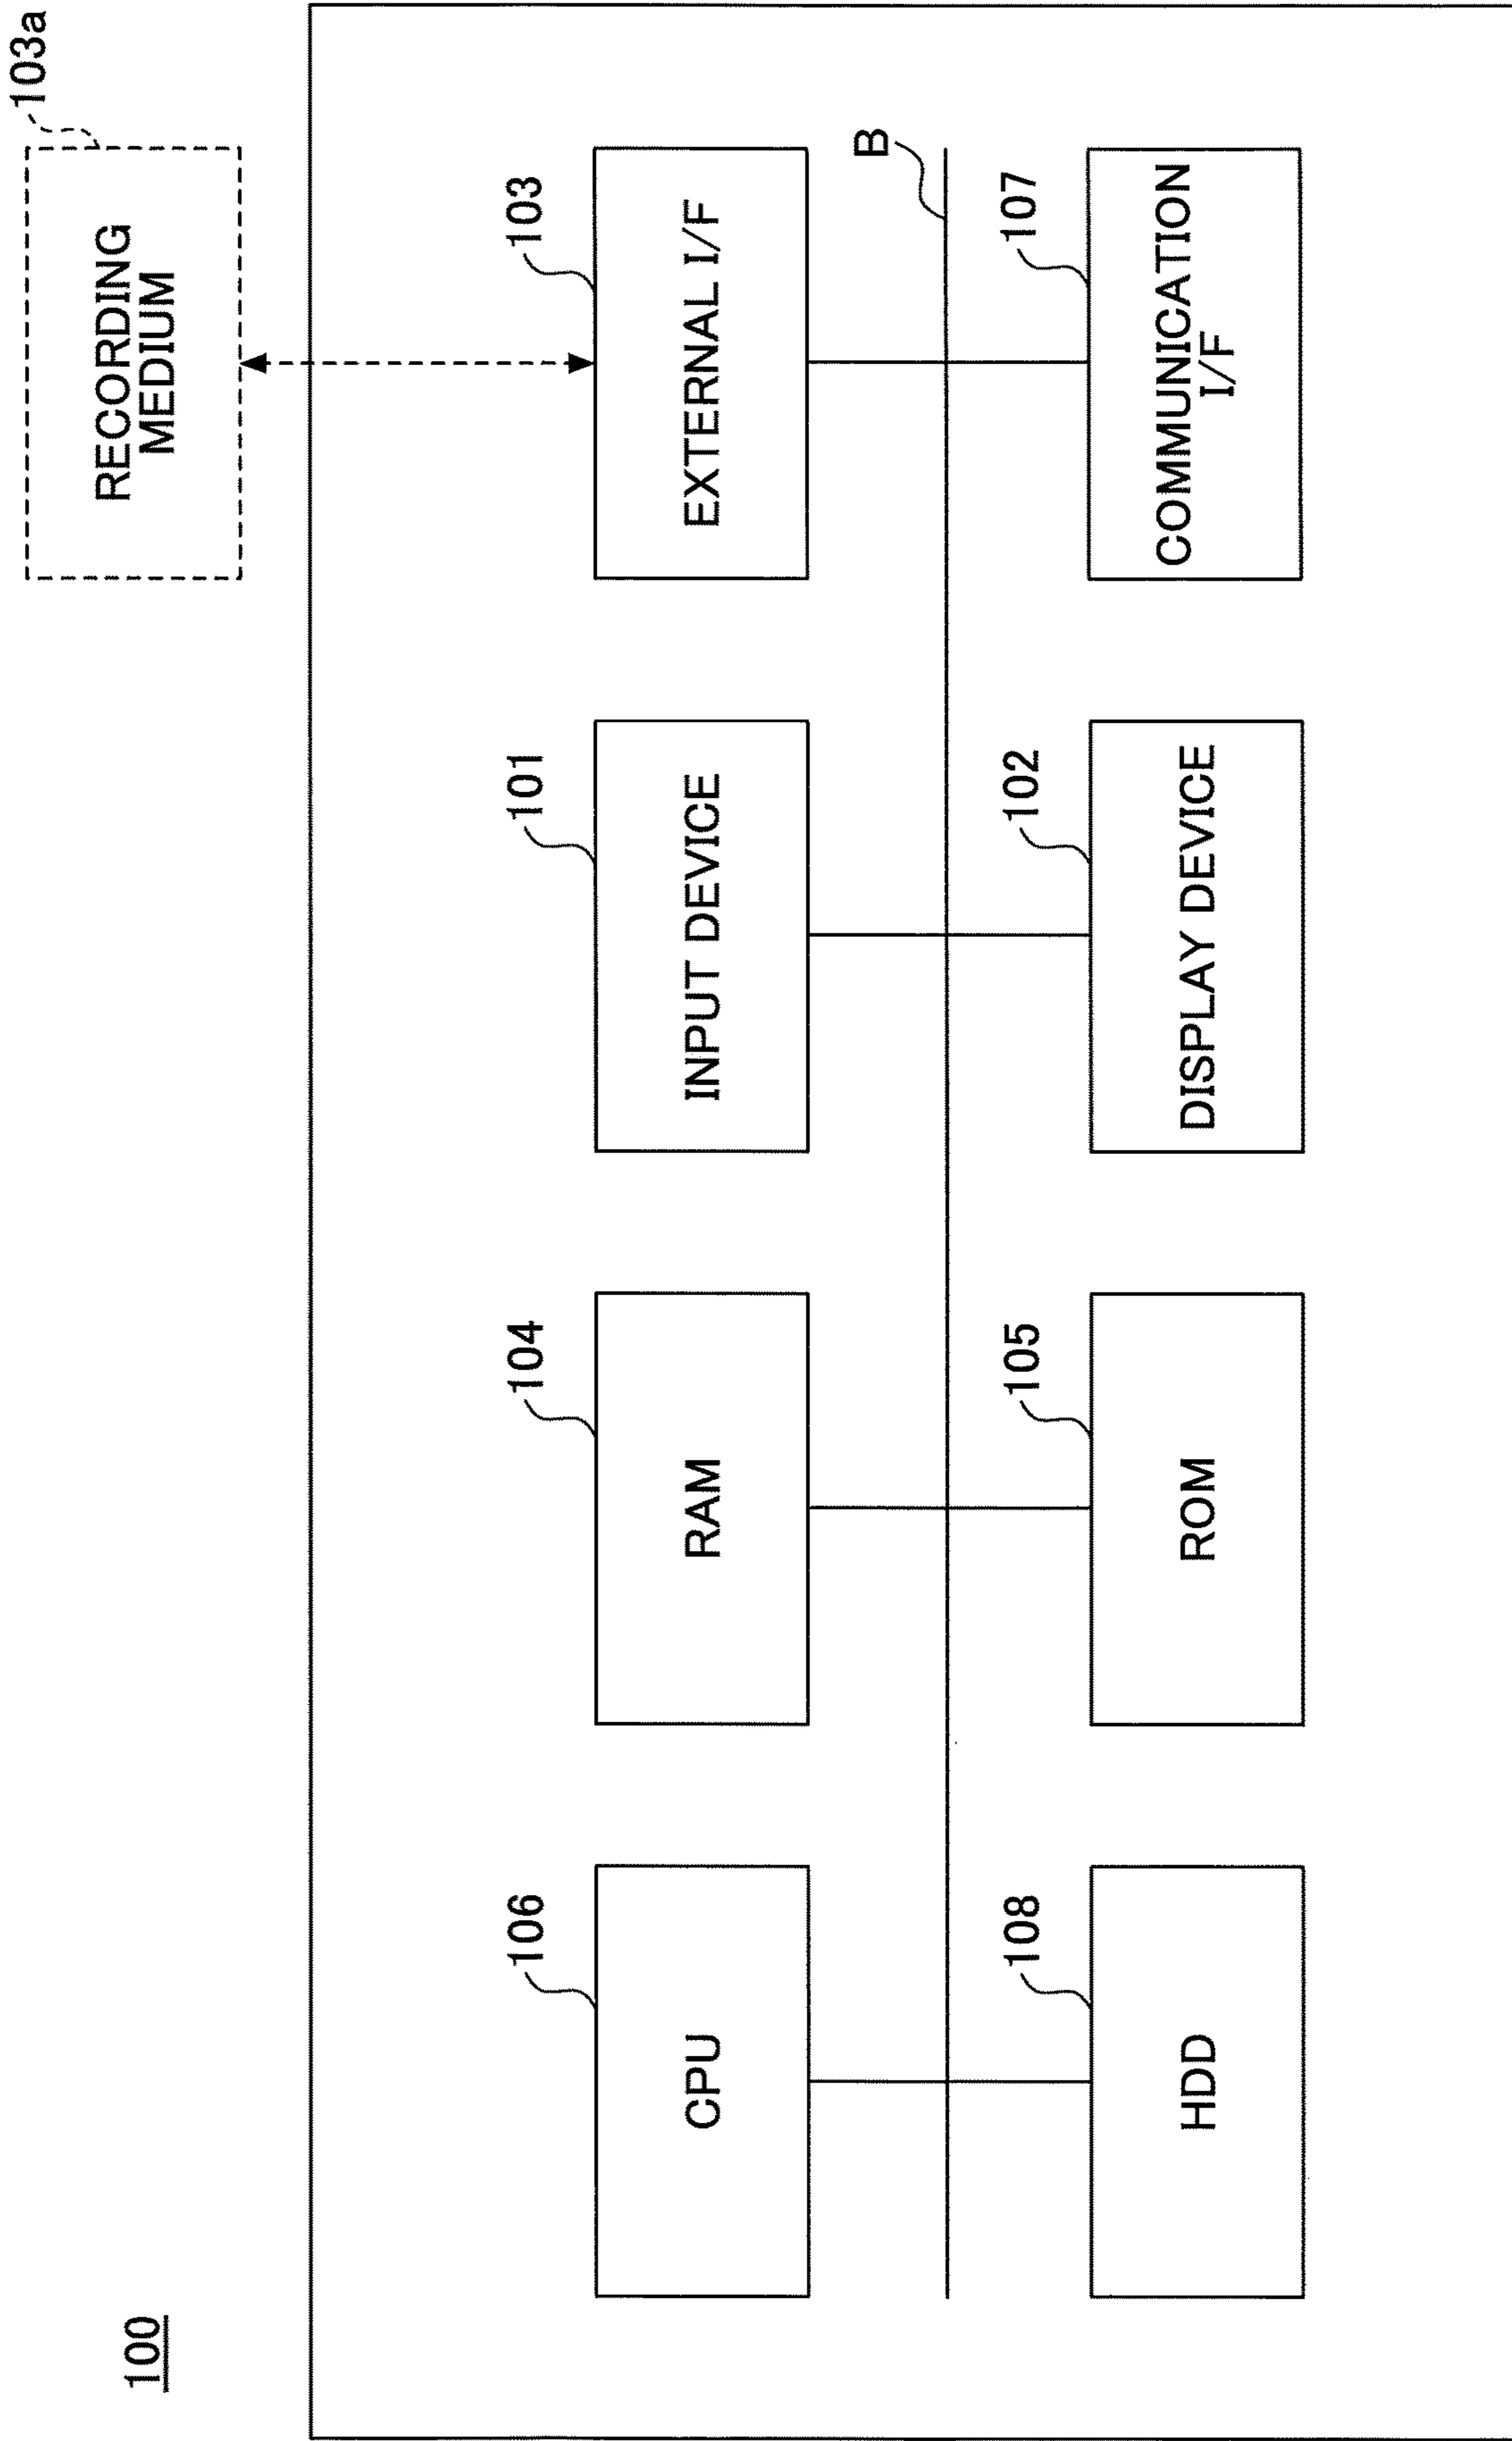 100
103a
RECORDING
MEDIUM
106
CPU
104
RAM
101
INPUT DEVICE
103
EXTERNAL I/F
B
108
HDD
105
ROM
102
DISPLAY DEVICE
107
COMMUNICATION
I/F